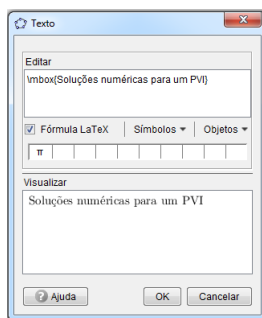 Texto
Editar
\mbox{Soluções numéricas para um PVI}
Fórmula LaTeX Símbolos Objetos
π
Visualizar
Soluções numéricas para um PVI
Ajuda OK Cancelar